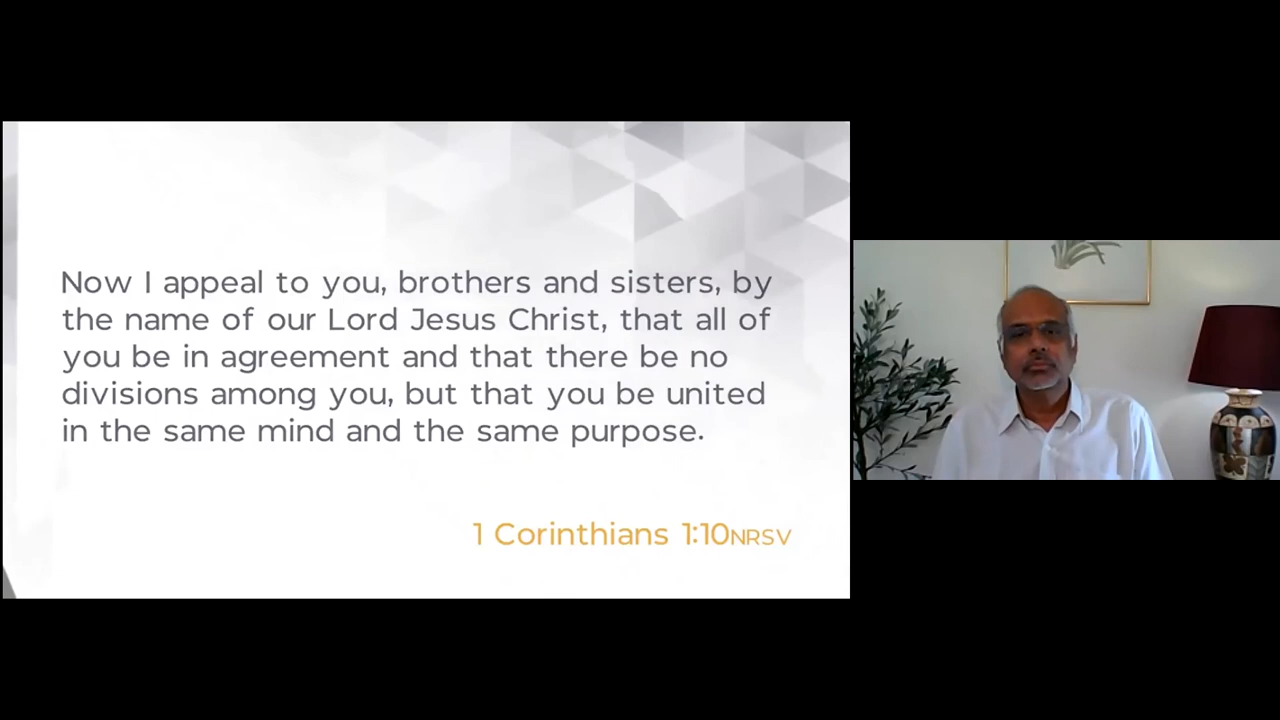 Now I appeal to you, brothers and sisters, by
the name of our Lord Jesus Christ, that all of
you be in agreement and that there be no
divisions among you, but that you be united
in the same mind and the same purpose.
1 Corinthians 1:10NRSV